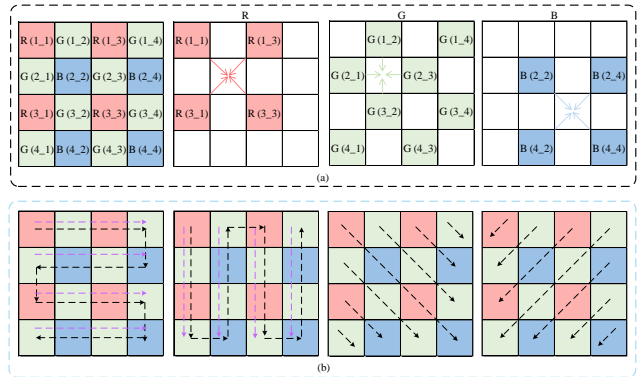 R G B
R (1_1) G (1_2) R (1_3) G (1_4) R (1_1) R (1_3) G (1_2) G (1_4)
G (2_1) B (2_2) G (2_3) B (2_4) G (2_1) G (2_3) B (2_2) B (2_4)
R (3_1) G (3_2) R (3_3) G (3_4) R (3_1) R (3_3) G (3_2) G (3_4)
G (4_1) B (4_2) G (4_3) B (4_4) G (4_1) G (4_3) B (4_2) B (4_4)
(a)
(b)